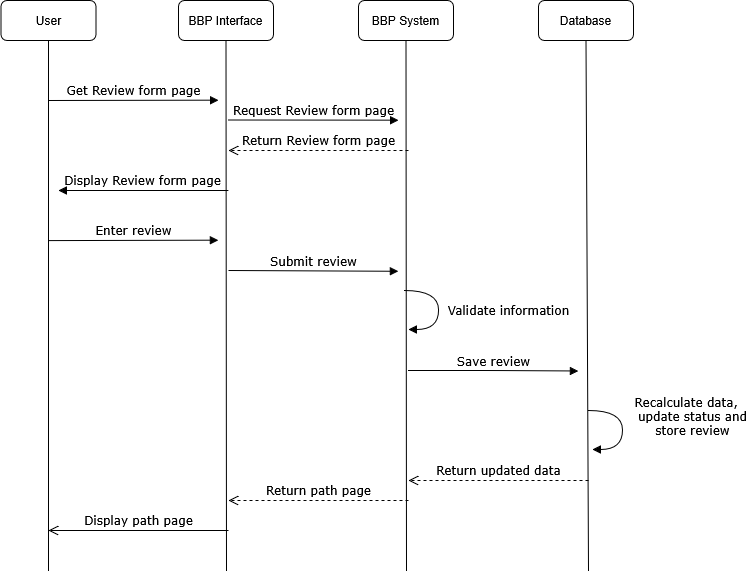 User
BBP Interface
BBP System
Database
Get Review form page
Request Review form page
Return Review form page
Display Review form page
Enter review
Submit review
Validate information
Save review
Recalculate data,
update status and
store review
Return updated data
Return path page
Display path page